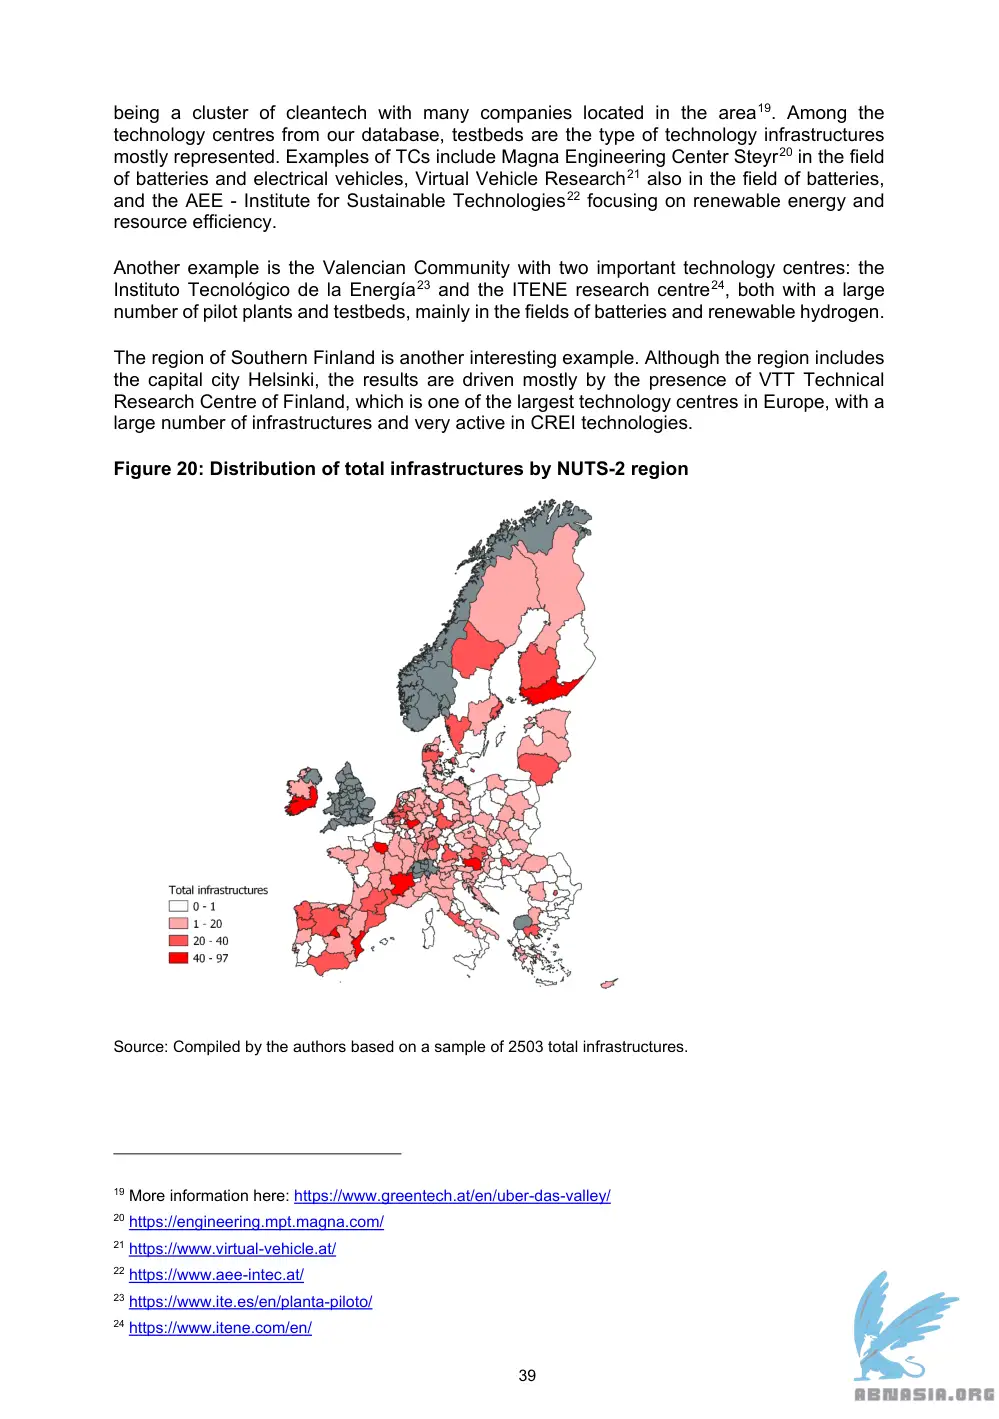 being a cluster of cleantech with many companies located in the area19. Among the
technology centres from our database, testbeds are the type of technology infrastructures
mostly represented. Examples of TCs include Magna Engineering Center Steyr20 in the field
of batteries and electrical vehicles, Virtual Vehicle Research21 also in the field of batteries,
and the AEE - Institute for Sustainable Technologies22 focusing on renewable energy and
resource efficiency.
Another example is the Valencian Community with two important technology centres: the
Instituto Tecnológico de la Energía23 and the ITENE research centre24, both with a large
number of pilot plants and testbeds, mainly in the fields of batteries and renewable hydrogen.
The region of Southern Finland is another interesting example. Although the region includes
the capital city Helsinki, the results are driven mostly by the presence of VTT Technical
Research Centre of Finland, which is one of the largest technology centres in Europe, with a
large number of infrastructures and very active in CREI technologies.
Figure 20: Distribution of total infrastructures by NUTS-2 region
Total infrastructures
0 - 1
1 - 20
20 - 40
40 - 97
Source: Compiled by the authors based on a sample of 2503 total infrastructures.
19 More information here: https://www.greentech.at/en/uber-das-valley/
20 https://engineering.mpt.magna.com/
21 https://www.virtual-vehicle.at/
22 https://www.aee-intec.at/
23 https://www.ite.es/en/planta-piloto/
24 https://www.itene.com/en/
39
ABNASIA.ORG